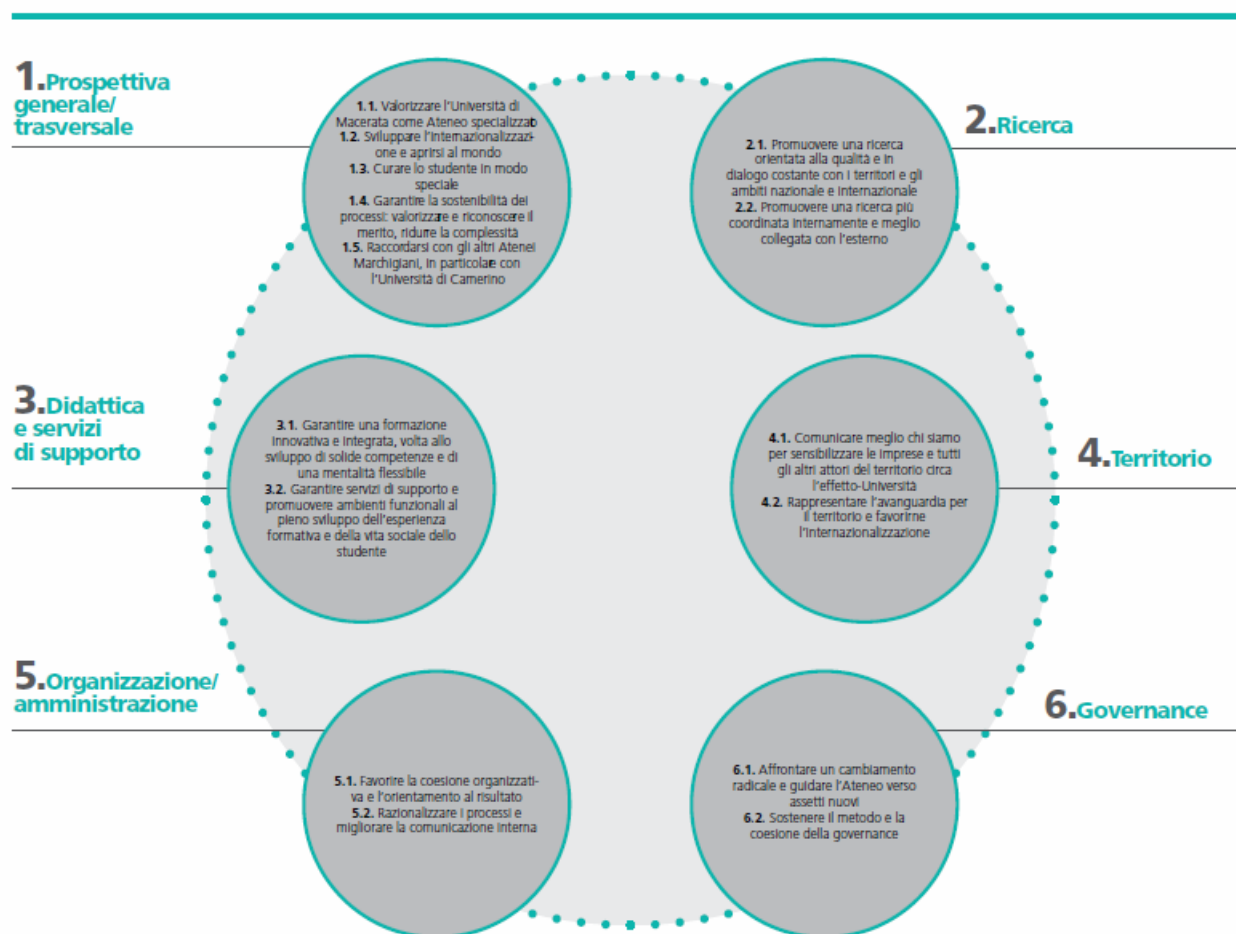 1.Prospettiva
generale/
trasversale
1.1. Valorizzare l'Università di
Macerata come Ateneo specializzato
1.2. Sviluppare l'internazionalizzazi-
one e aprirsi al mondo
1.3. Curare lo studente in modo
speciale
1.4. Garantire la sostenibilità dei
processi: valorizzare e riconoscere il
merito, ridurre la complessità
1.5. Raccordarsi con gli altri Atenei
Marchigiani, in particolare con
l'Università di Camerino
2.Ricerca
2.1. Promuovere una ricerca
orientata alla qualità e in
dialogo costante con i territori e gli
ambiti nazionale e internazionale
2.2. Promuovere una ricerca più
coordinata internamente e meglio
collegata con l'esterno
3.Didattica
e servizi
di supporto
3.1. Garantire una formazione
innovativa e integrata, volta allo
sviluppo di solide competenze e di
una mentalità flessibile
3.2. Garantire servizi di supporto e
promuovere ambienti funzionali al
pieno sviluppo dell'esperienza
formativa e della vita sociale dello
studente
4.Territorio
4.1. Comunicare meglio chi siamo
per sensibilizzare le imprese e tutti
gli altri attori del territorio circa
l'effetto-Università
4.2. Rappresentare l'avanguardia per
il territorio e favorirne
l'internazionalizzazione
5.Organizzazione/
amministrazione
5.1. Favorire la coesione organizzati-
va e l'orientamento al risultato
5.2. Razionalizzare i processi e
migliorare la comunicazione interna
6.Governance
6.1. Affrontare un cambiamento
radicale e guidare l'Ateneo verso
assetti nuovi
6.2. Sostenere il metodo e la
coesione della governance